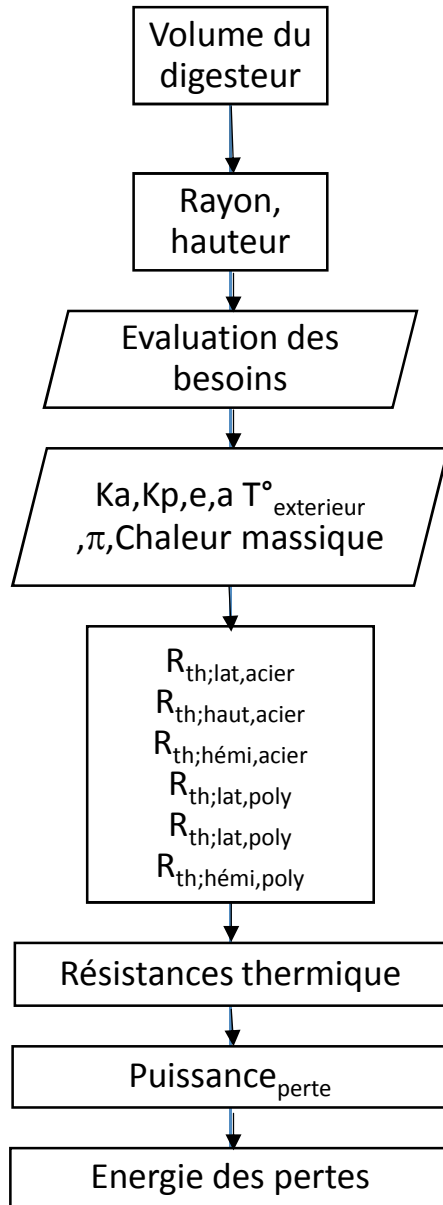 Volume du
digesteur
Rayon,
hauteur
Evaluation des
besoins
Ka,Kp,e,a T°exterieur
,π,Chaleur massique
Rth;lat,acier
Rth;haut,acier
Rth;hémi,acier
Rth;lat,poly
Rth;lat,poly
Rth;hémi,poly
Résistances thermique
Puissanceperte
Energie des pertes